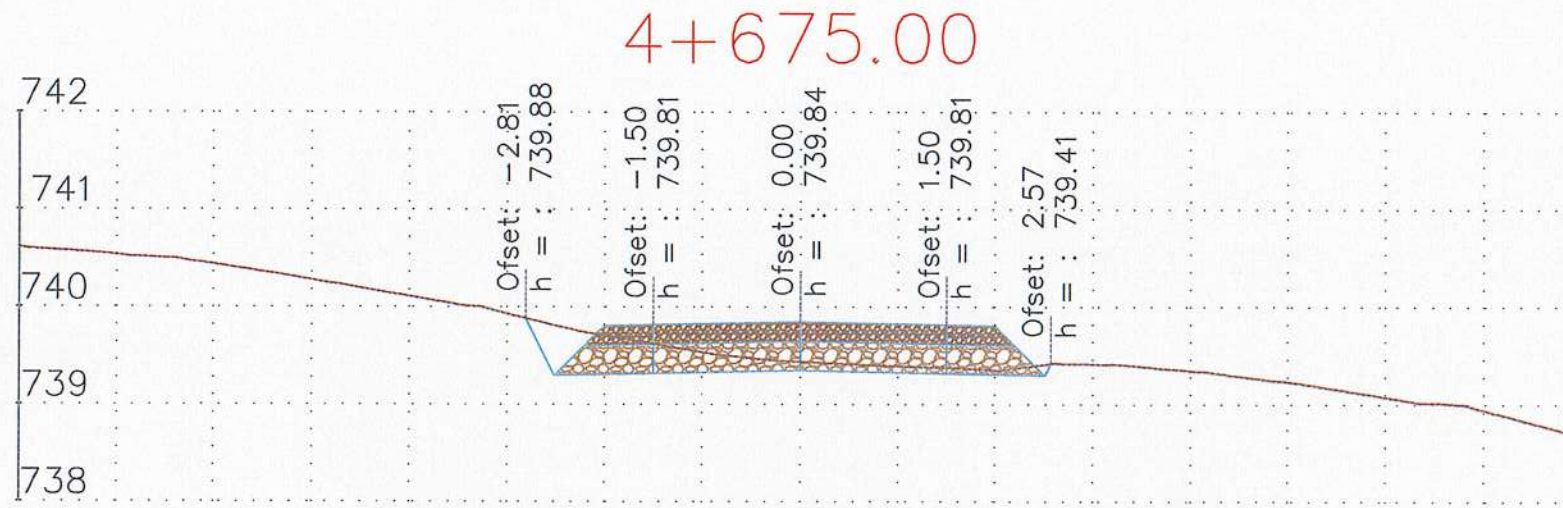 4+675.00
742
741
740
739
738
Ofset: -2.81
h = : 739.88
Ofset: -1.50
h = : 739.81
Ofset: 0.00
h = : 739.84
Ofset: 1.50
h = : 739.81
Ofset: 2.57
h = : 739.41